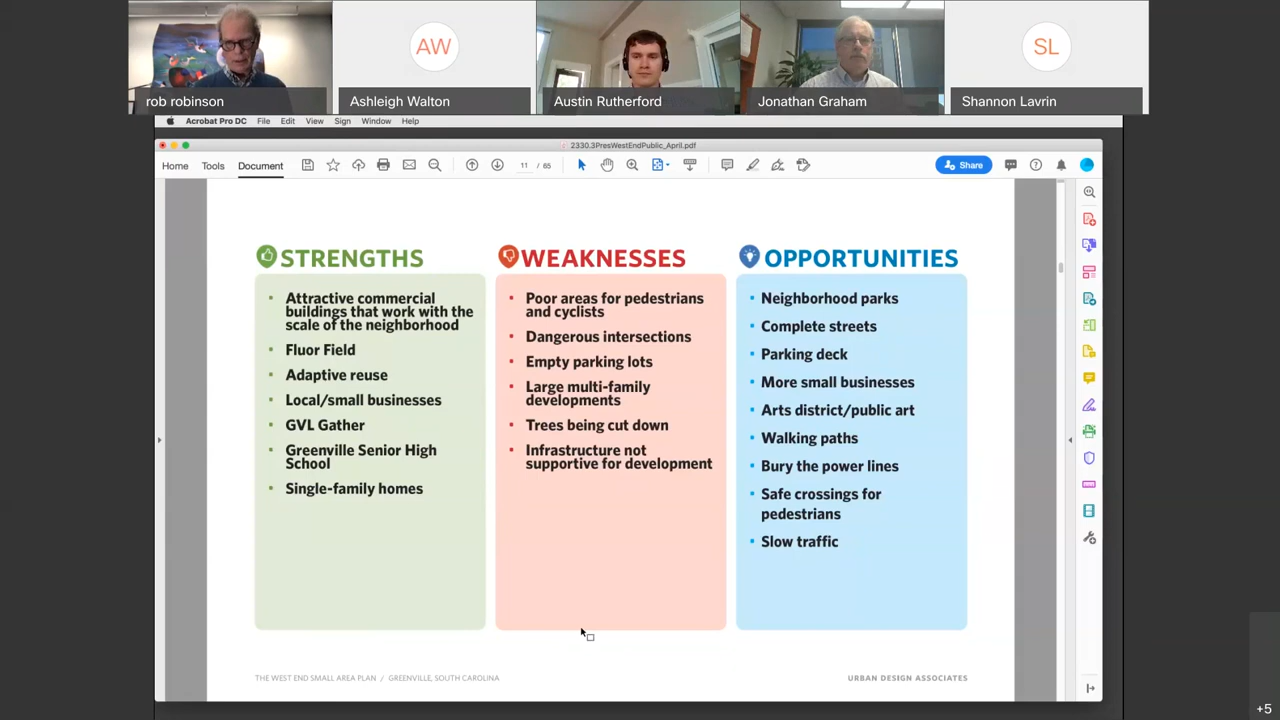 AW
SL
rob robinson
Ashleigh Walton
Austin Rutherford
Jonathan Graham
Shannon Lavrin
Acrobat Pro DC File Edit View Sign Window Help
2330.3PresWestEndPublic_April.pdf
Home Tools Document 11 / 65 Share
STRENGTHS
Attractive commercial
buildings that work with the
scale of the neighborhood
Fluor Field
Adaptive reuse
Local/small businesses
GVL Gather
Greenville Senior High
School
Single-family homes
WEAKNESSES
Poor areas for pedestrians
and cyclists
Dangerous intersections
Empty parking lots
Large multi-family
developments
Trees being cut down
Infrastructure not
supportive for development
OPPORTUNITIES
Neighborhood parks
Complete streets
Parking deck
More small businesses
Arts district/public art
Walking paths
Bury the power lines
Safe crossings for
pedestrians
Slow traffic
THE WEST END SMALL AREA PLAN / GREENVILLE, SOUTH CAROLINA
URBAN DESIGN ASSOCIATES
+5